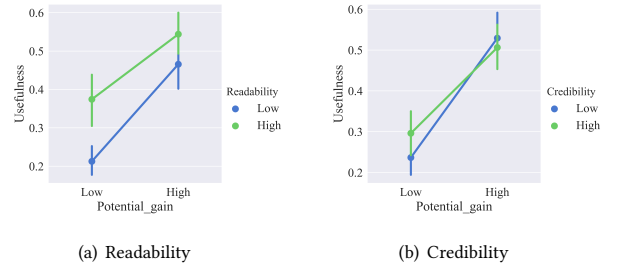 0.6
0.5
0.4
0.3
0.2
Usefulness
Low
High
Potential_gain
Readability
Low
High
(a) Readability
0.6
0.5
0.4
0.3
0.2
Usefulness
Low
High
Potential_gain
Credibility
Low
High
(b) Credibility